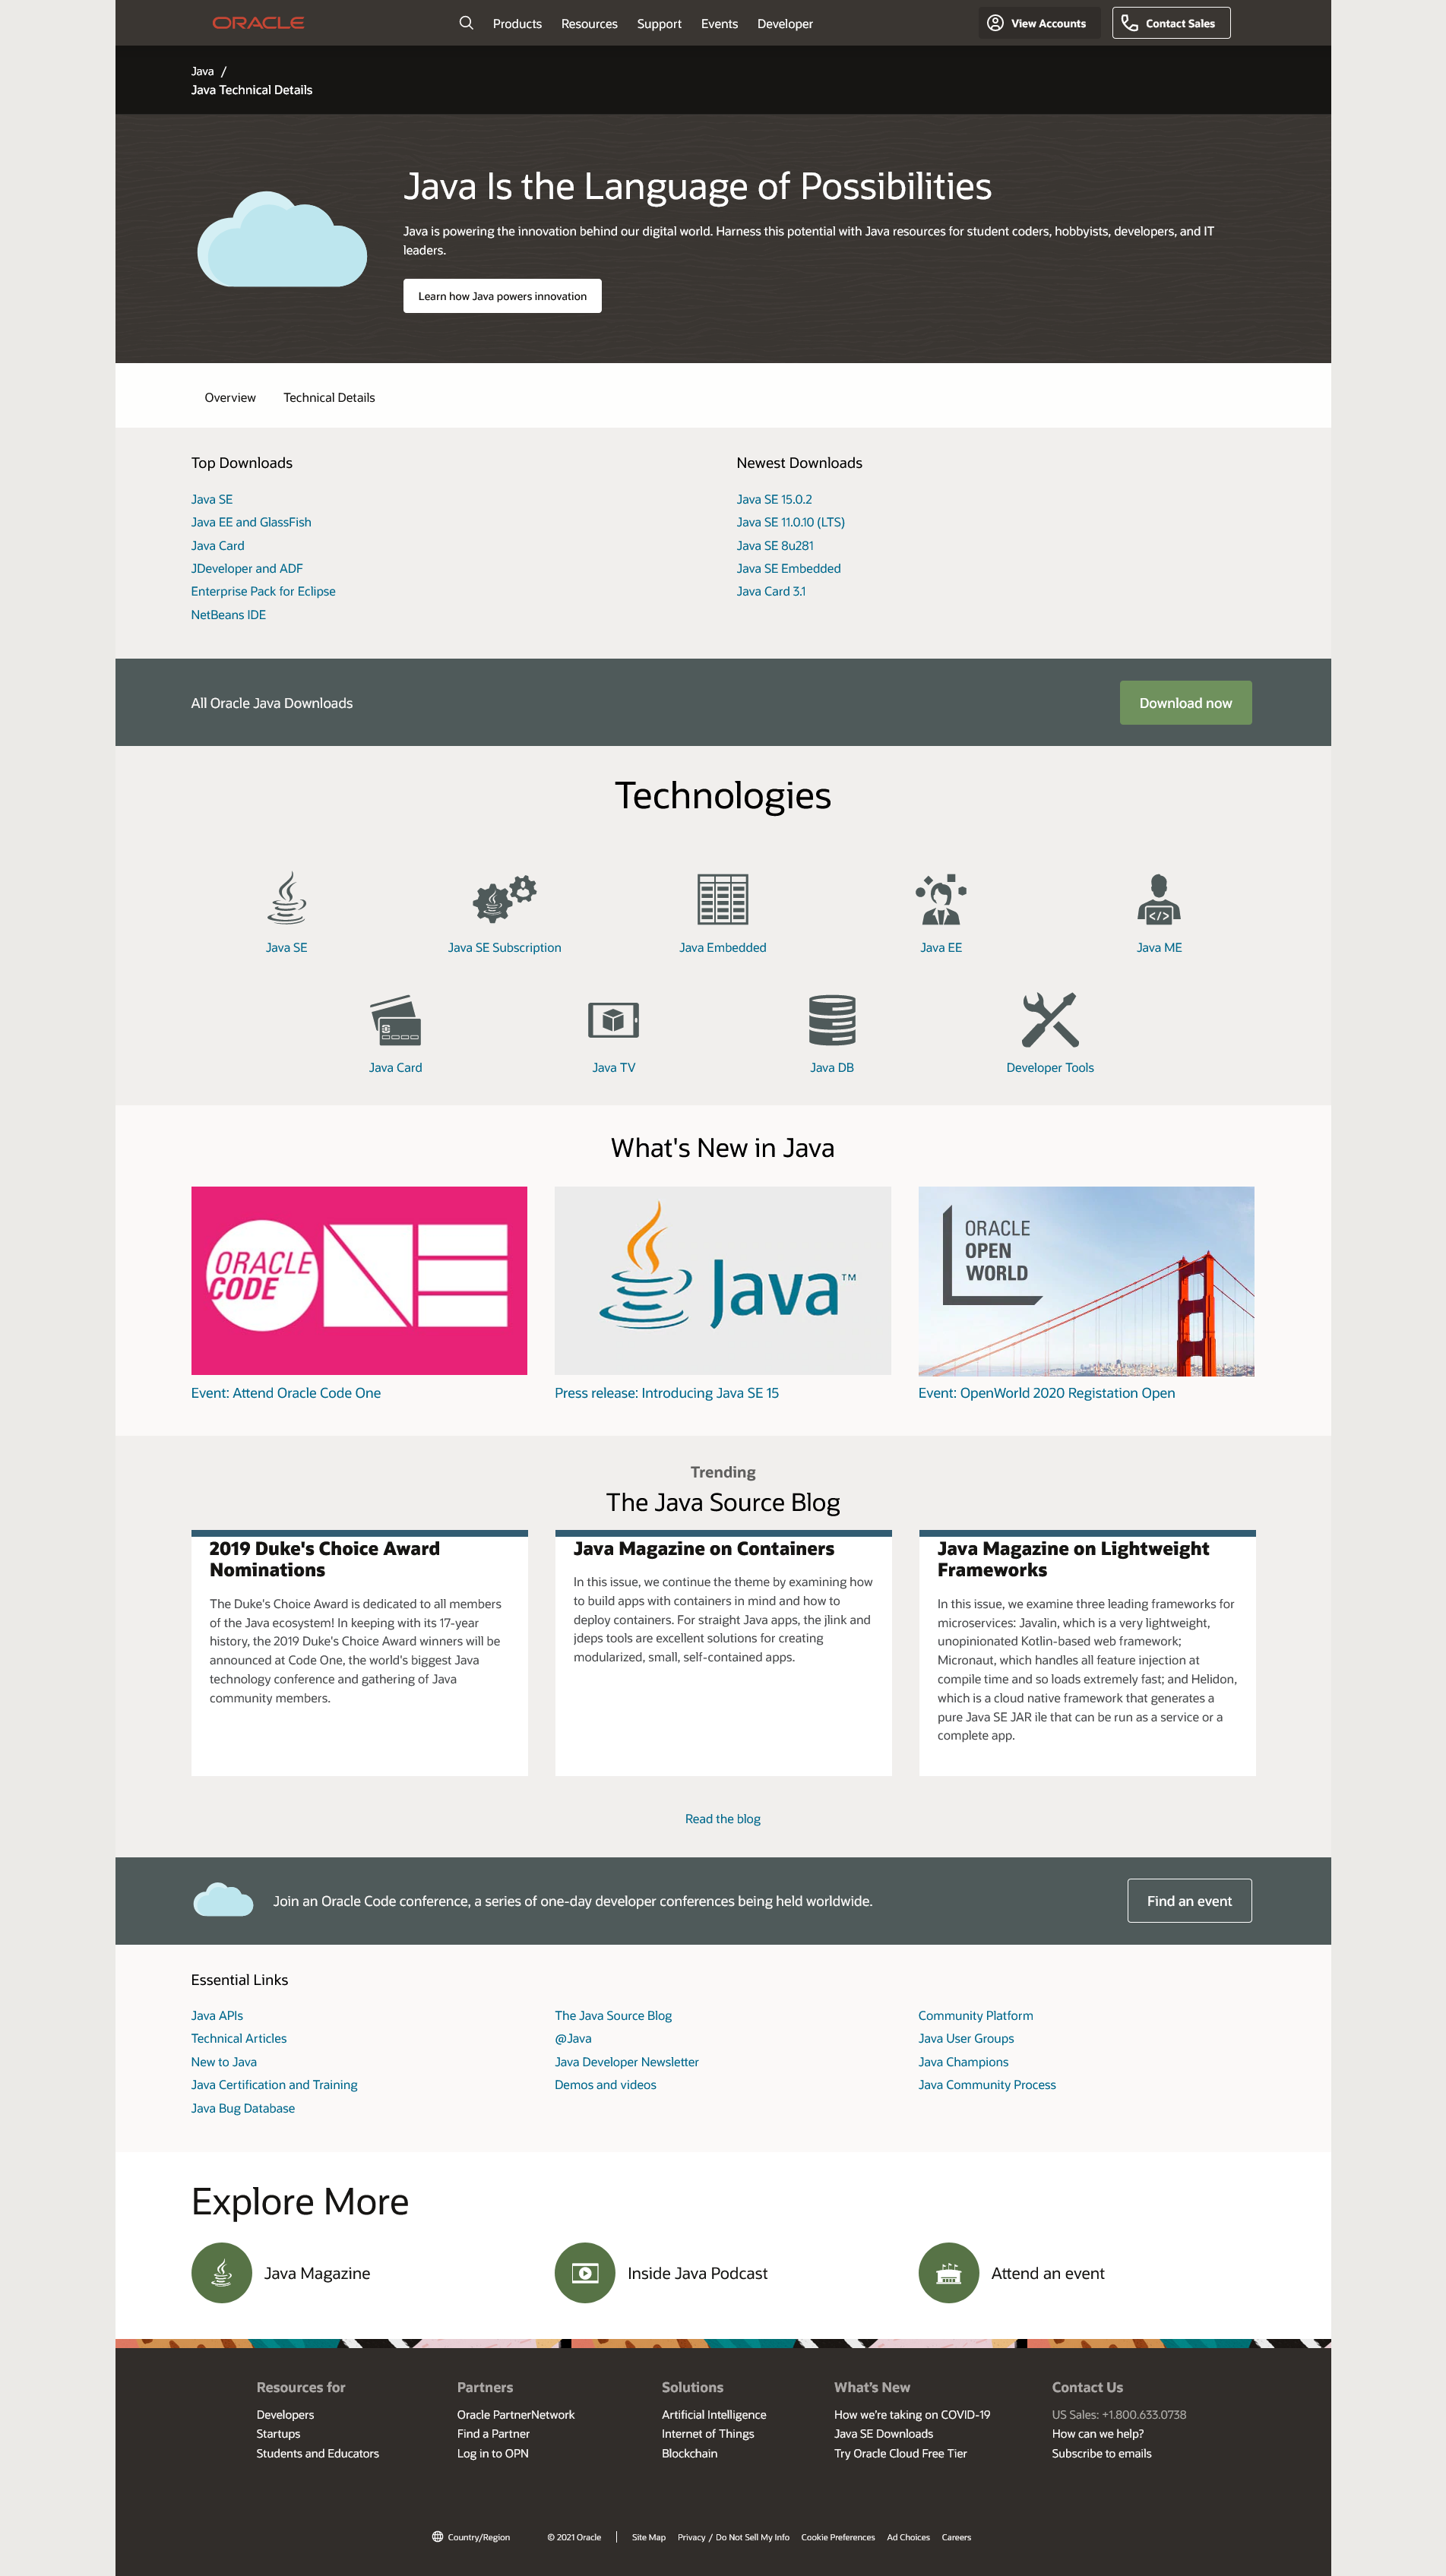 ORACLE
Products
Resources
Support
Events
Developer
View Accounts
Contact Sales
Java /
Java Technical Details
Java Is the Language of Possibilities
Java is powering the innovation behind our digital world. Harness this potential with Java resources for student coders, hobbyists, developers, and IT
leaders.
Learn how Java powers innovation
Overview
Technical Details
Top Downloads
Java SE
Java EE and GlassFish
Java Card
JDeveloper and ADF
Enterprise Pack for Eclipse
NetBeans IDE
Newest Downloads
Java SE 15.0.2
Java SE 11.0.10 (LTS)
Java SE 8u281
Java SE Embedded
Java Card 3.1
All Oracle Java Downloads
Download now
Technologies
Java SE
Java SE Subscription
Java Embedded
Java EE
</>
Java ME
Java Card
Java TV
Java DB
Developer Tools
What's New in Java
ORACLE
CODE
ONE
Event: Attend Oracle Code One
Java™
Press release: Introducing Java SE 15
ORACLE
OPEN
WORLD
Event: OpenWorld 2020 Registation Open
Trending
The Java Source Blog
2019 Duke's Choice Award
Nominations
The Duke's Choice Award is dedicated to all members
of the Java ecosystem! In keeping with its 17-year
history, the 2019 Duke's Choice Award winners will be
announced at Code One, the world's biggest Java
technology conference and gathering of Java
community members.
Java Magazine on Containers
In this issue, we continue the theme by examining how
to build apps with containers in mind and how to
deploy containers. For straight Java apps, the jlink and
jdeps tools are excellent solutions for creating
modularized, small, self-contained apps.
Java Magazine on Lightweight
Frameworks
In this issue, we examine three leading frameworks for
microservices: Javalin, which is a very lightweight,
unopinionated Kotlin-based web framework;
Micronaut, which handles all feature injection at
compile time and so loads extremely fast; and Helidon,
which is a cloud native framework that generates a
pure Java SE JAR ile that can be run as a service or a
complete app.
Read the blog
Join an Oracle Code conference, a series of one-day developer conferences being held worldwide.
Find an event
Essential Links
Java APIs
Technical Articles
New to Java
Java Certification and Training
Java Bug Database
The Java Source Blog
@Java
Java Developer Newsletter
Demos and videos
Community Platform
Java User Groups
Java Champions
Java Community Process
Explore More
Java Magazine
Inside Java Podcast
Attend an event
Resources for
Developers
Startups
Students and Educators
Partners
Oracle PartnerNetwork
Find a Partner
Log in to OPN
Solutions
Artificial Intelligence
Internet of Things
Blockchain
What's New
How we're taking on COVID-19
Java SE Downloads
Try Oracle Cloud Free Tier
Contact Us
US Sales: +1.800.633.0738
How can we help?
Subscribe to emails
Country/Region
© 2021 Oracle
Site Map
Privacy / Do Not Sell My Info
Cookie Preferences
Ad Choices
Careers